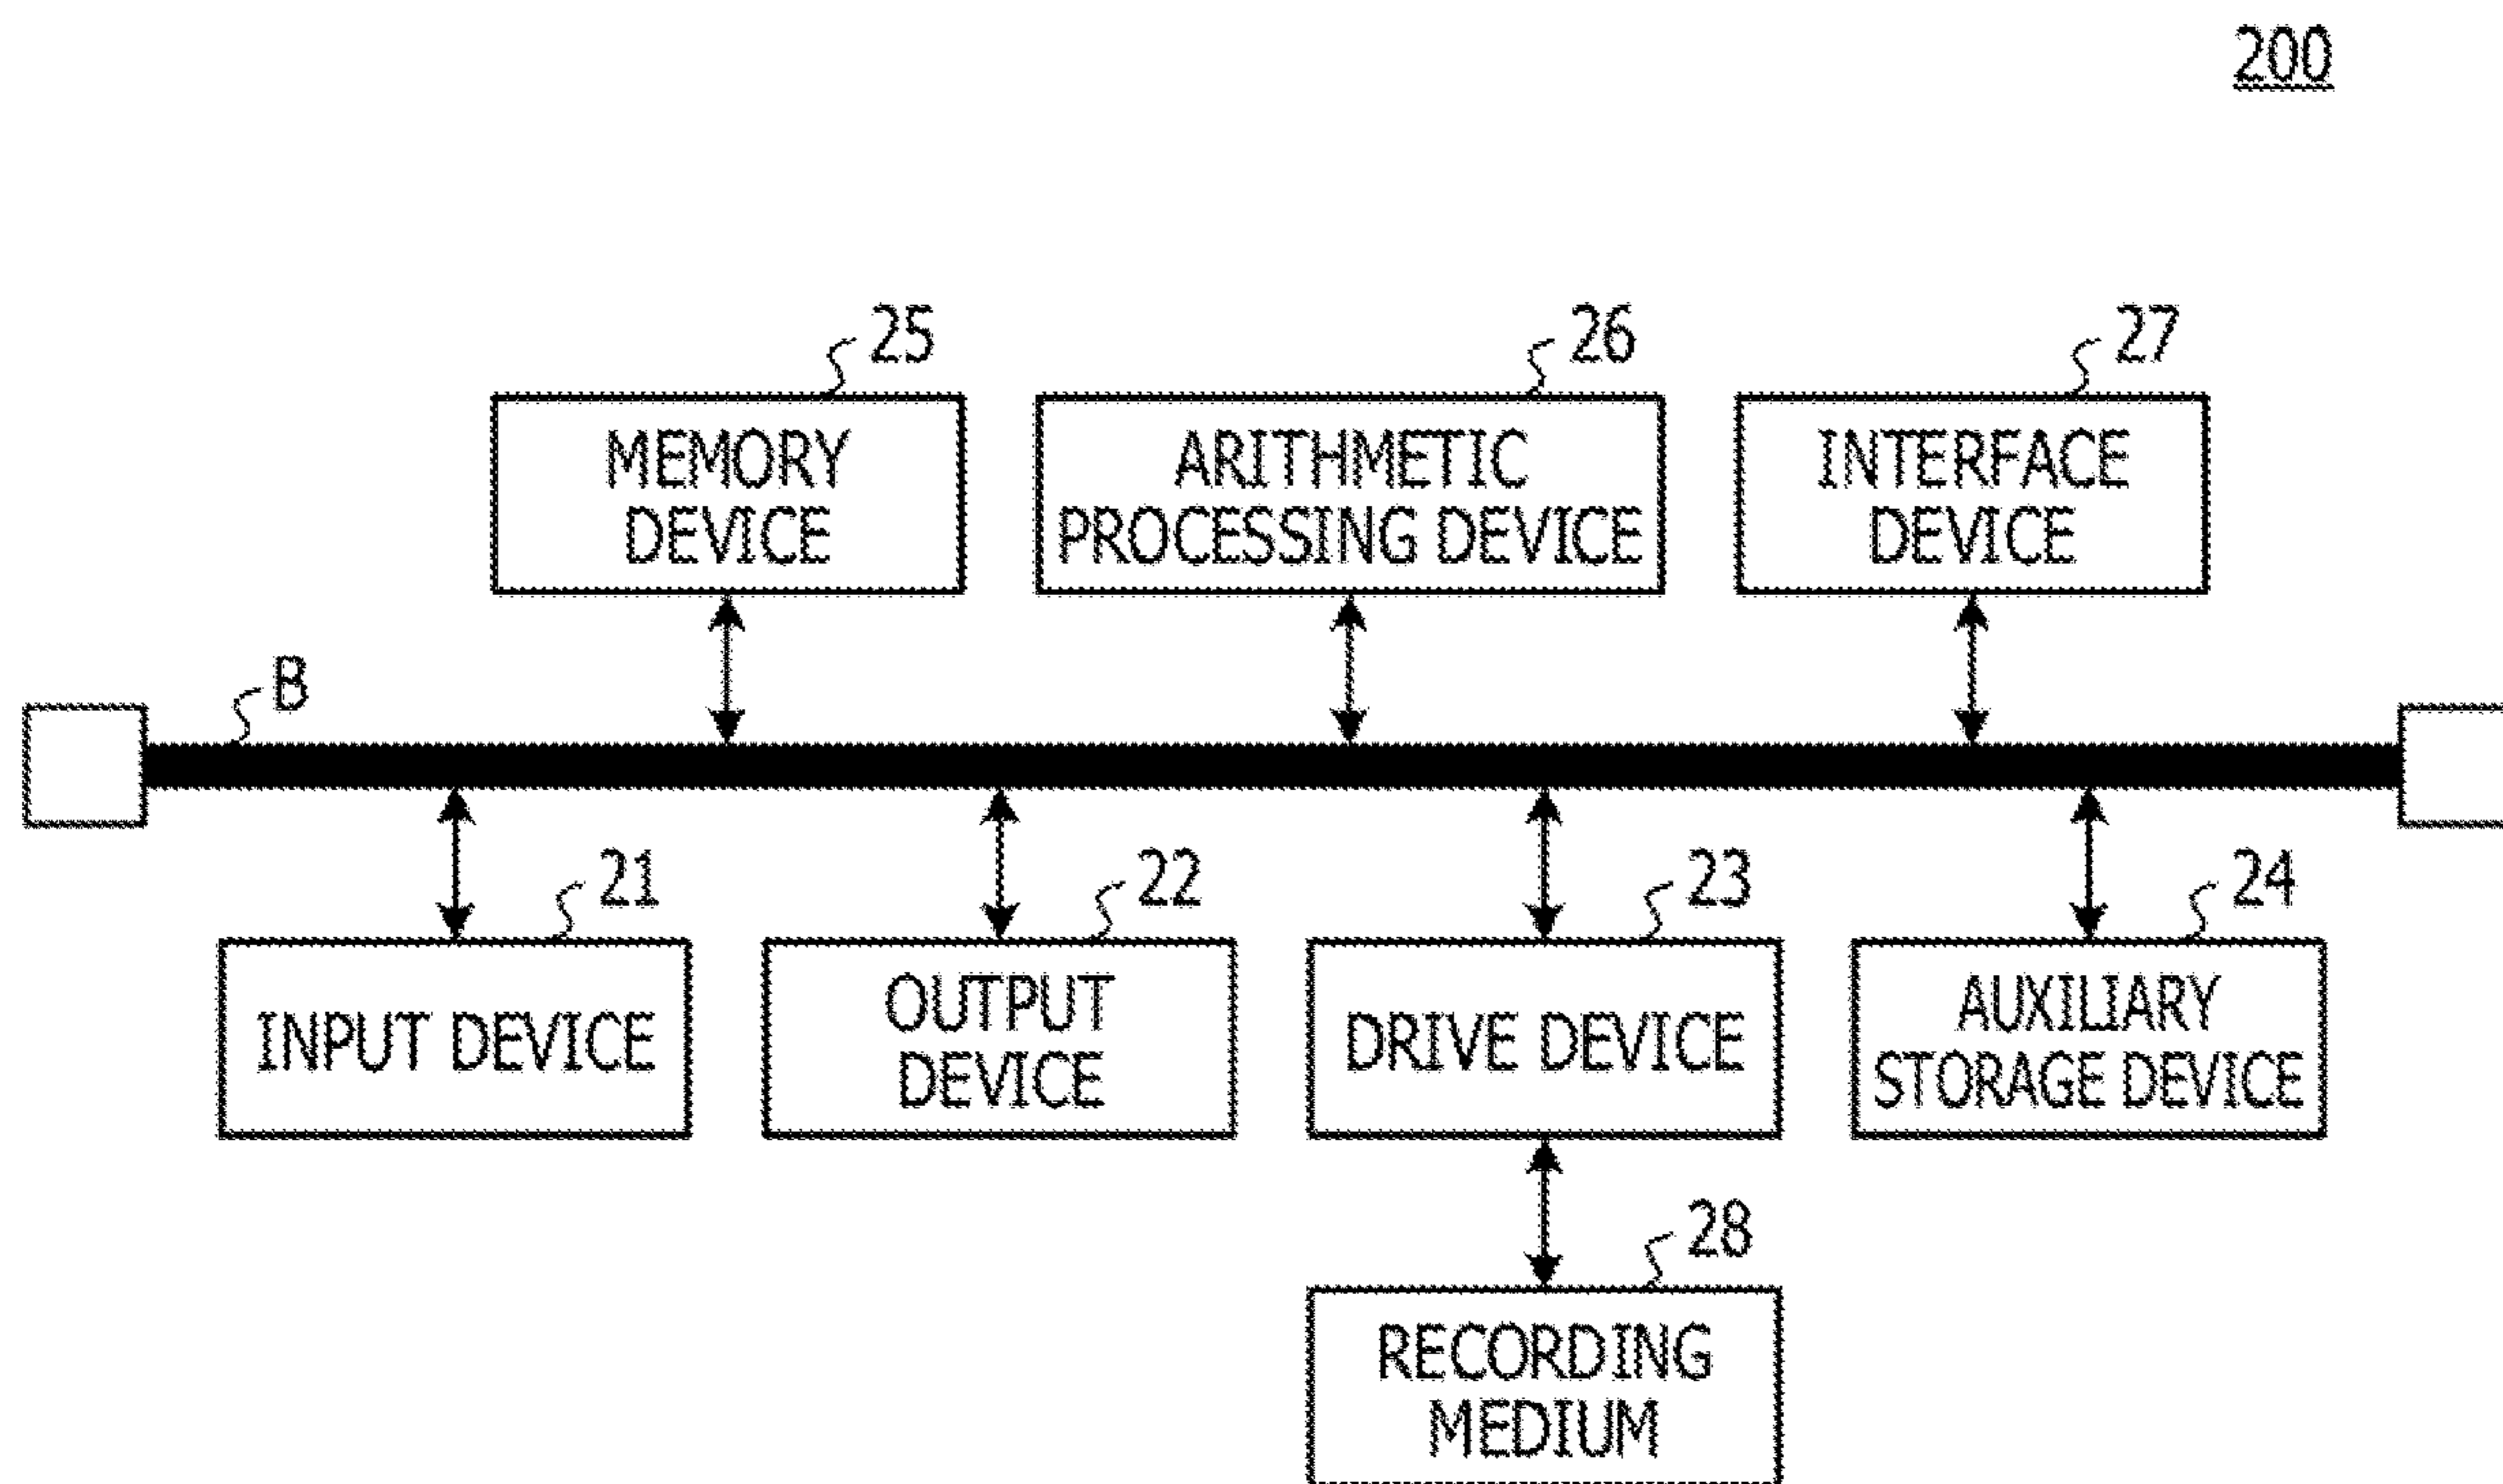 200
25
26
27
MEMORY
DEVICE
ARITHMETIC
PROCESSING DEVICE
INTERFACE
DEVICE
B
21
22
23
24
INPUT DEVICE
OUTPUT
DEVICE
DRIVE DEVICE
AUXILIARY
STORAGE DEVICE
28
RECORDING
MEDIUM